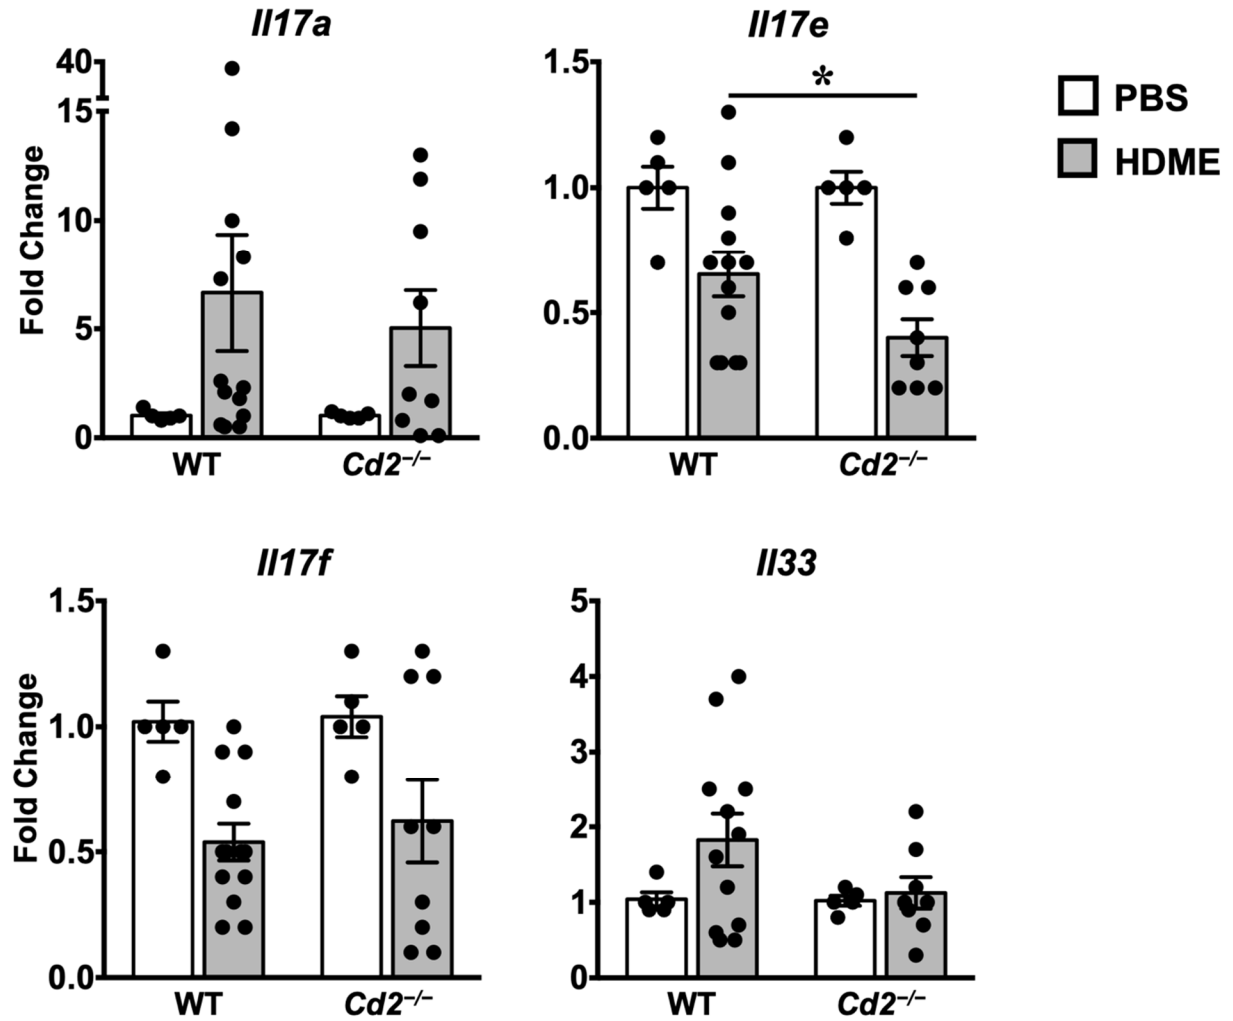 Il17a
Fold Change
40
15
10
5
0
WT
Cd2⁻/⁻
Il17e
*
1.5
1.0
0.5
0.0
WT
Cd2⁻/⁻
PBS
HDME
Il17f
Fold Change
1.5
1.0
0.5
0.0
WT
Cd2⁻/⁻
Il33
5
4
3
2
1
0
WT
Cd2⁻/⁻